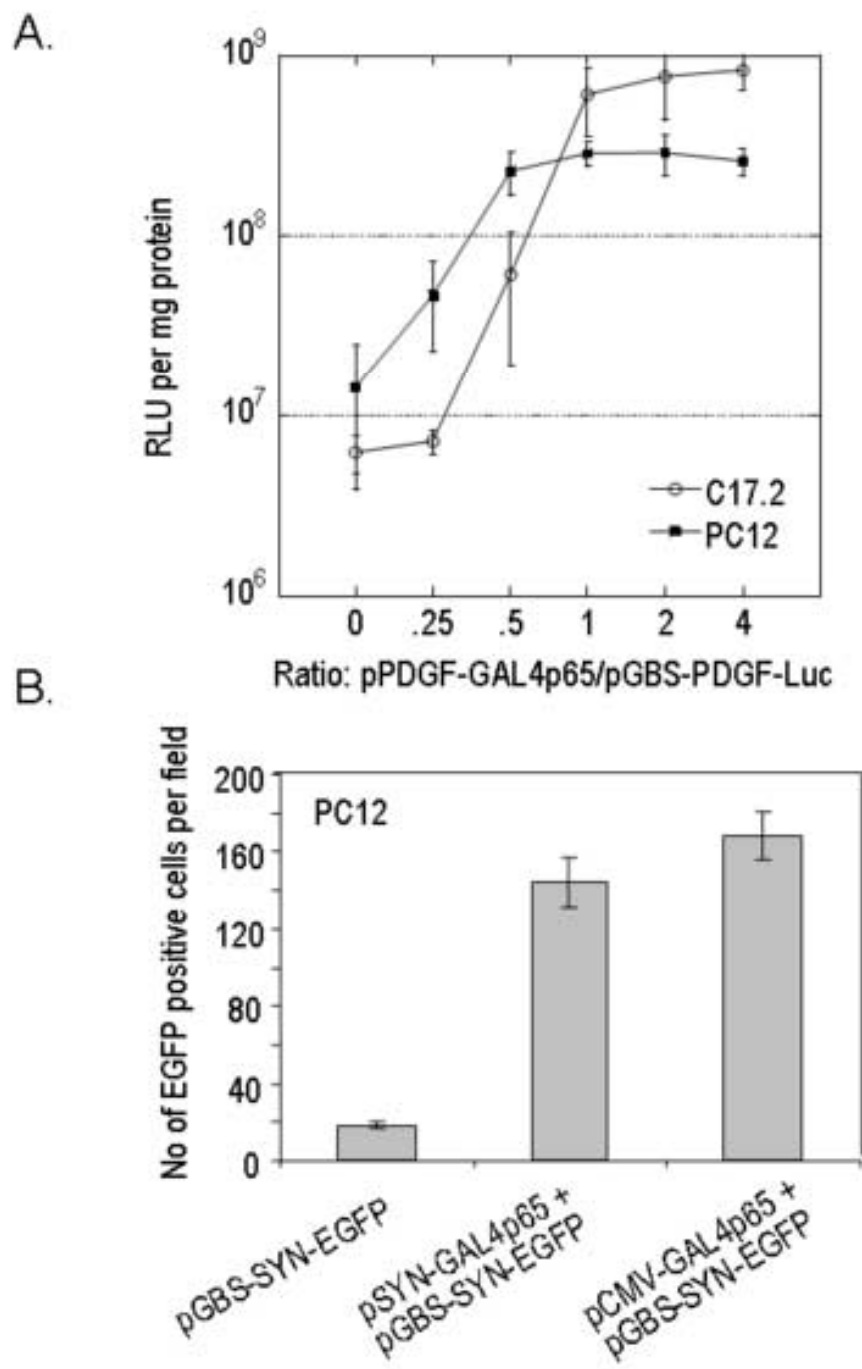 A.
10⁹
10⁸
10⁷
10⁶
RLU per mg protein
C17.2
PC12
0 .25 .5 1 2 4
Ratio: pPDGF-GAL4p65/pGBS-PDGF-Luc
B.
No of EGFP positive cells per field
200
160
120
80
40
0
PC12
pGBS-SYN-EGFP
pSYN-GAL4p65 +
pGBS-SYN-EGFP
pCMV-GAL4p65 +
pGBS-SYN-EGFP